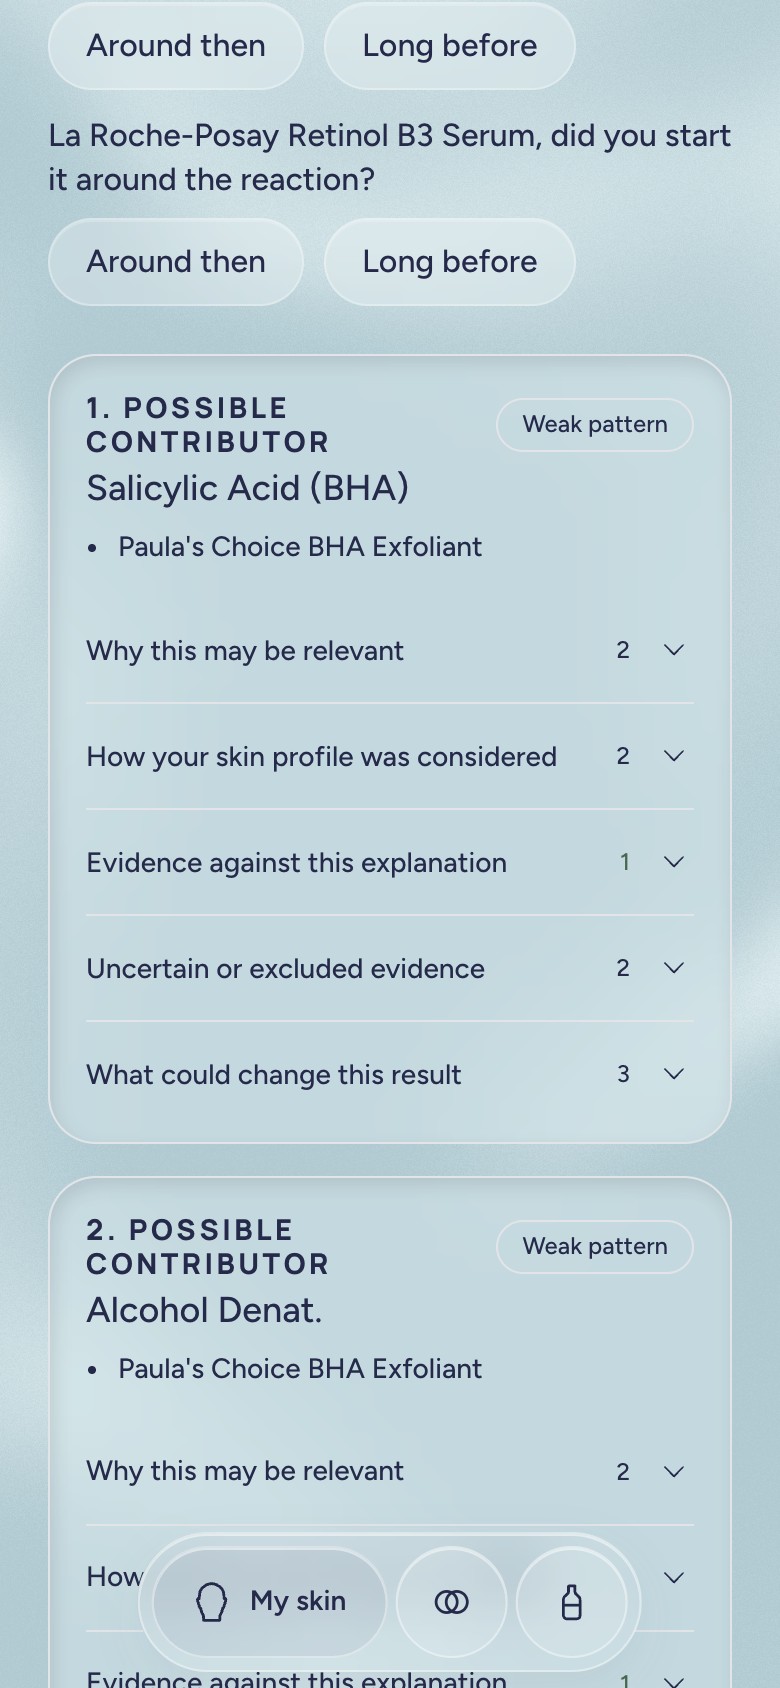 Around then
Long before
La Roche-Posay Retinol B3 Serum, did you start
it around the reaction?
Around then
Long before
1. POSSIBLE
CONTRIBUTOR
Weak pattern
Salicylic Acid (BHA)
• Paula's Choice BHA Exfoliant
Why this may be relevant 2
How your skin profile was considered 2
Evidence against this explanation 1
Uncertain or excluded evidence 2
What could change this result 3
2. POSSIBLE
CONTRIBUTOR
Weak pattern
Alcohol Denat.
• Paula's Choice BHA Exfoliant
Why this may be relevant 2
How
My skin
Evidence against this explanation 1